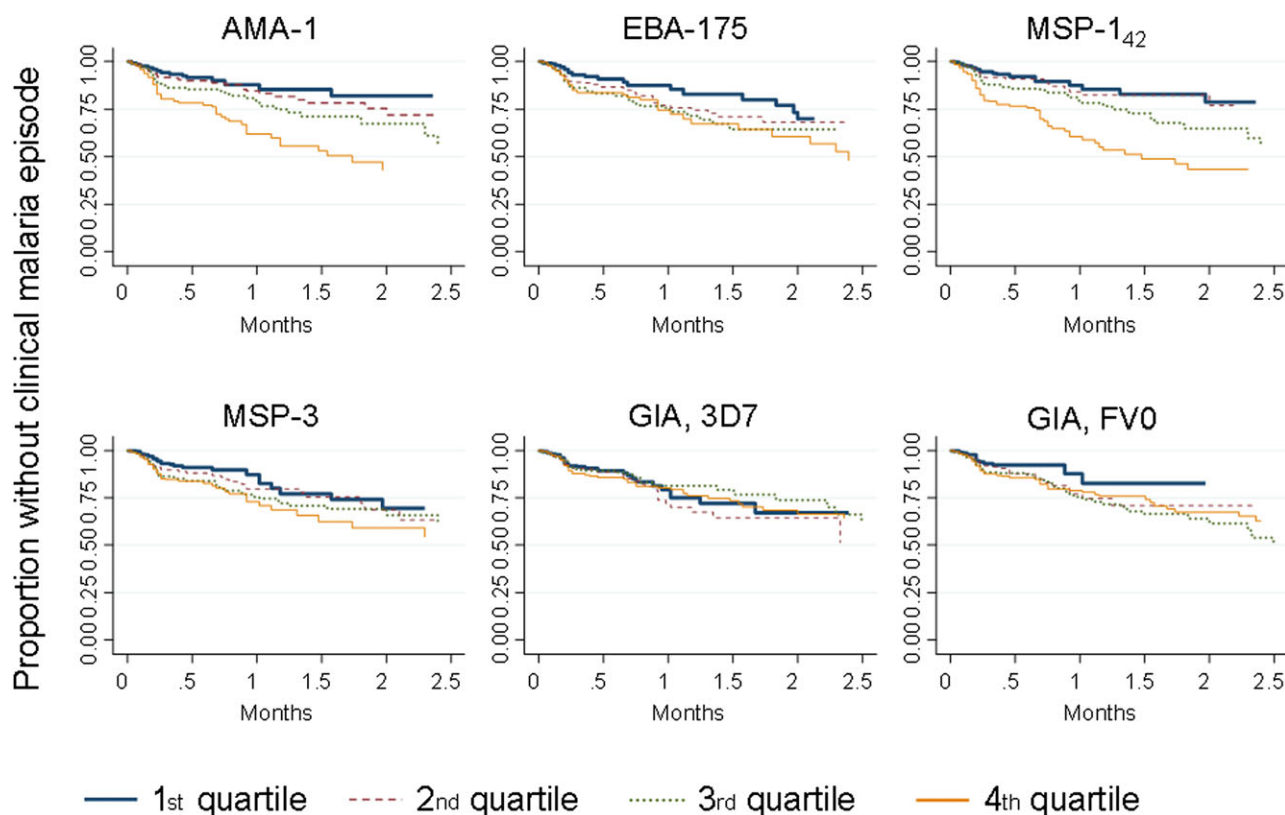 AMA-1
EBA-175
MSP-1₄₂
Proportion without clinical malaria episode
0.00 0.25 0.50 0.75 1.00
0.00 0.25 0.50 0.75 1.00
0.00 0.25 0.50 0.75 1.00
0 .5 1 1.5 2 2.5
0 .5 1 1.5 2 2.5
0 .5 1 1.5 2 2.5
Months
Months
Months
MSP-3
GIA, 3D7
GIA, FV0
0.00 0.25 0.50 0.75 1.00
0.00 0.25 0.50 0.75 1.00
0.00 0.25 0.50 0.75 1.00
0 .5 1 1.5 2 2.5
0 .5 1 1.5 2 2.5
0 .5 1 1.5 2 2.5
Months
Months
Months
1st quartile
2nd quartile
3rd quartile
4th quartile